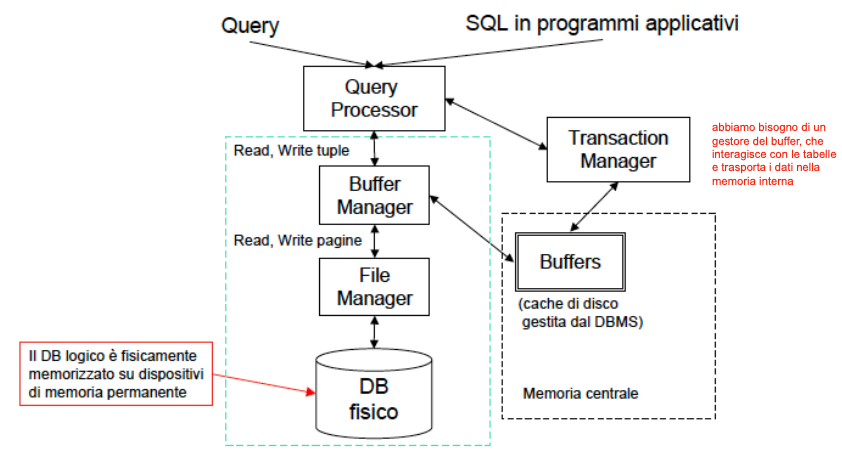 Query
SQL in programmi applicativi
Query
Processor
Transaction
Manager
abbiamo bisogno di un
gestore del buffer, che
interagisce con le tabelle
e trasporta i dati nella
memoria interna
Read, Write tuple
Buffer
Manager
Read, Write pagine
Buffers
File
Manager
(cache di disco
gestita dal DBMS)
Il DB logico è fisicamente
memorizzato su dispositivi
di memoria permanente
DB
fisico
Memoria centrale